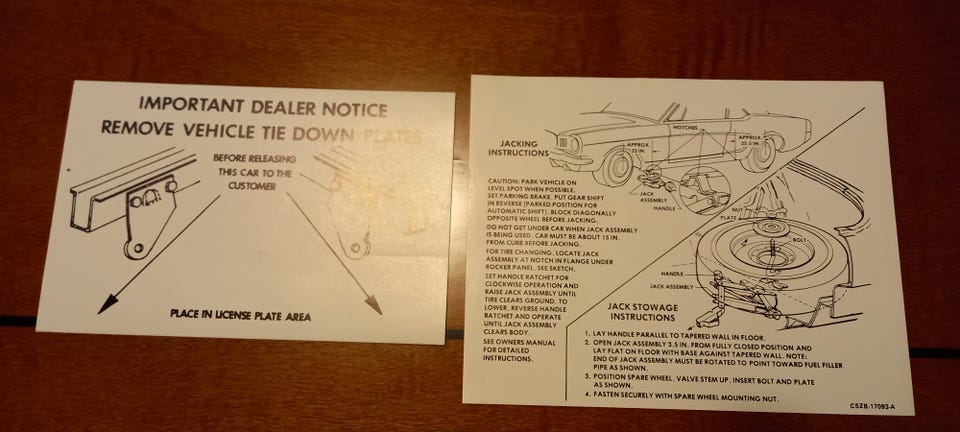 IMPORTANT DEALER NOTICE
REMOVE VEHICLE TIE DOWN PLATES
BEFORE RELEASING
THIS CAR TO THE
CUSTOMER
PLACE IN LICENSE PLATE AREA
JACKING
INSTRUCTIONS
NOTCHES
APPROX.
25 IN.
APPROX.
25.5 IN.
JACK
ASSEMBLY
HANDLE
CAUTION: PARK VEHICLE ON
LEVEL SPOT WHEN POSSIBLE.
SET PARKING BRAKE, PUT GEAR SHIFT
IN REVERSE (PARKED POSITION FOR
AUTOMATIC SHIFT). BLOCK DIAGONALLY
OPPOSITE WHEEL BEFORE JACKING.
DO NOT GET UNDER CAR WHEN JACK ASSEMBLY
IS BEING USED. CAR MUST BE ABOUT 15 IN.
FROM CURB BEFORE JACKING.
FOR TIRE CHANGING, LOCATE JACK
ASSEMBLY AT NOTCH IN FLANGE UNDER
ROCKER PANEL. SEE SKETCH.
SET HANDLE RATCHET FOR
CLOCKWISE OPERATION AND
RAISE JACK ASSEMBLY UNTIL
TIRE CLEARS GROUND. TO
LOWER, REVERSE HANDLE
RATCHET AND OPERATE
UNTIL JACK ASSEMBLY
CLEARS BODY.
SEE OWNERS MANUAL
FOR DETAILED
INSTRUCTIONS.
NUT
PLATE
BOLT
HANDLE
JACK ASSEMBLY
JACK STOWAGE
INSTRUCTIONS
1. LAY HANDLE PARALLEL TO TAPERED WALL IN FLOOR.
2. OPEN JACK ASSEMBLY 3.5 IN. FROM FULLY CLOSED POSITION AND
LAY FLAT ON FLOOR WITH BASE AGAINST TAPERED WALL. NOTE:
END OF JACK ASSEMBLY MUST BE ROTATED TO POINT TOWARD FUEL FILLER
PIPE AS SHOWN.
3. POSITION SPARE WHEEL, VALVE STEM UP, INSERT BOLT AND PLATE
AS SHOWN.
4. FASTEN SECURELY WITH SPARE WHEEL MOUNTING NUT.
C5ZB-17093-A